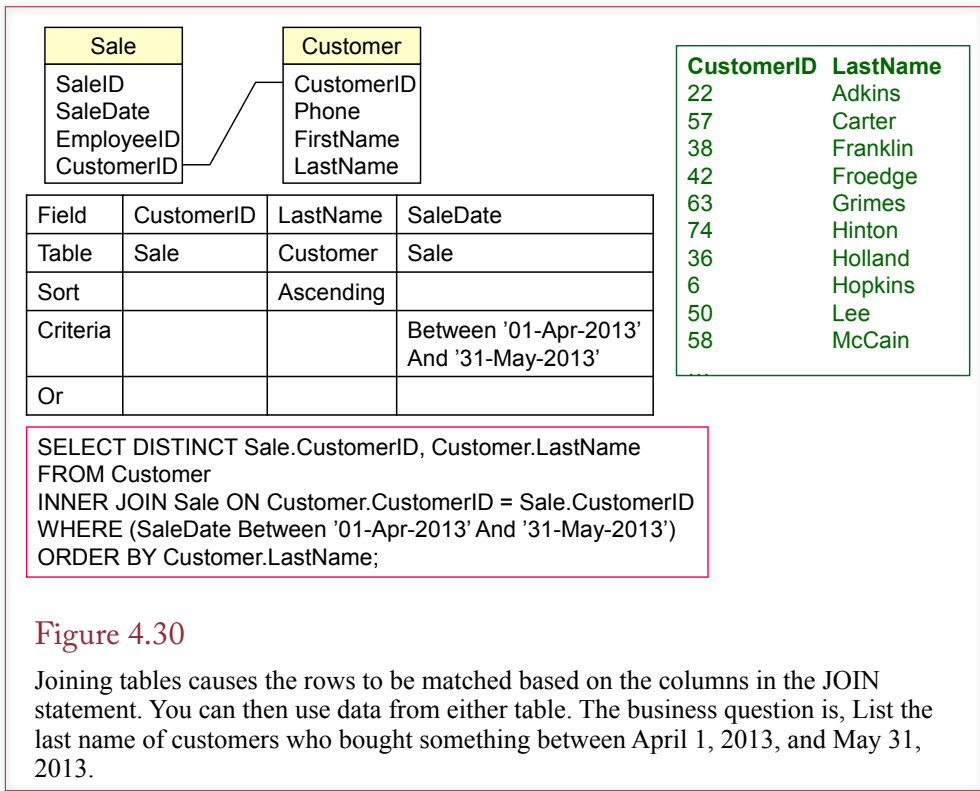 Sale
SaleID
SaleDate
EmployeeID
CustomerID
Customer
CustomerID
Phone
FirstName
LastName
CustomerID LastName
22 Adkins
57 Carter
38 Franklin
42 Froedge
63 Grimes
74 Hinton
36 Holland
6 Hopkins
50 Lee
58 McCain
…
Field CustomerID LastName SaleDate
Table Sale Customer Sale
Sort Ascending
Criteria Between ’01-Apr-2013’
And ’31-May-2013’
Or
SELECT DISTINCT Sale.CustomerID, Customer.LastName
FROM Customer
INNER JOIN Sale ON Customer.CustomerID = Sale.CustomerID
WHERE (SaleDate Between ’01-Apr-2013’ And ’31-May-2013’)
ORDER BY Customer.LastName;
Figure 4.30
Joining tables causes the rows to be matched based on the columns in the JOIN
statement. You can then use data from either table. The business question is, List the
last name of customers who bought something between April 1, 2013, and May 31,
2013.